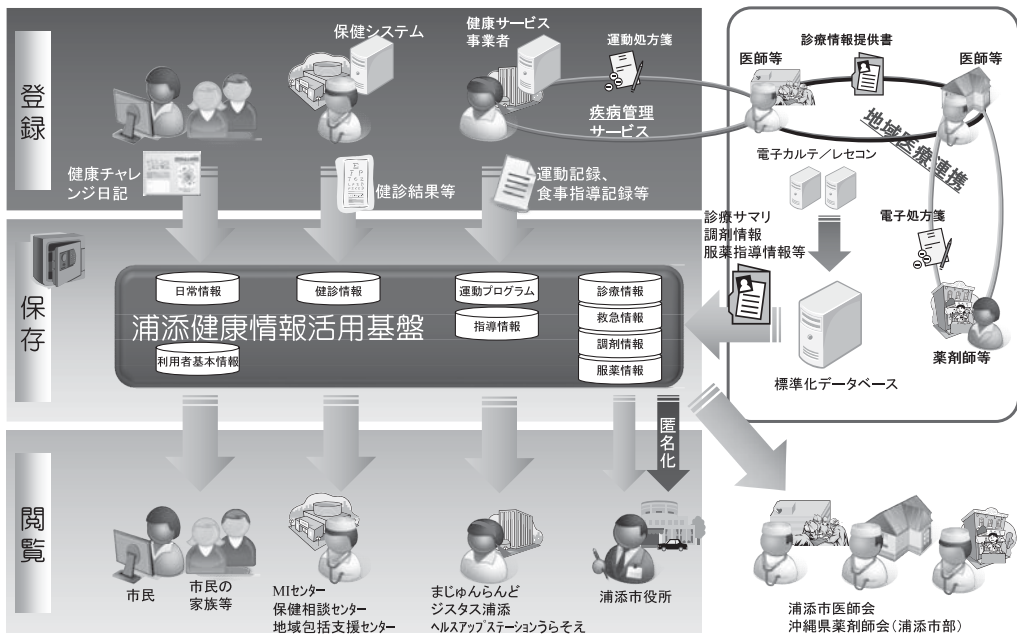 登録
保健システム
健康サービス
事業者
運動処方箋
疾病管理
サービス
健康チャレ
ンジ日記
健診結果等
運動記録、
食事指導記録等
医師等
診療情報提供書
医師等
地域医療連携
電子カルテ／レセコン
診療サマリ
調剤情報
服薬指導情報等
電子処方箋
薬剤師等
標準化データベース
保存
日常情報
健診情報
運動プログラム
診療情報
指導情報
救急情報
浦添健康情報活用基盤
調剤情報
利用者基本情報
服薬情報
匿名化
閲覧
市民
市民の
家族等
MIセンター
保健相談センター
地域包括支援センター
まじゅんらんど
ジスタス浦添
ヘルスアップステーションうらそえ
浦添市役所
浦添市医師会
沖縄県薬剤師会（浦添市部）